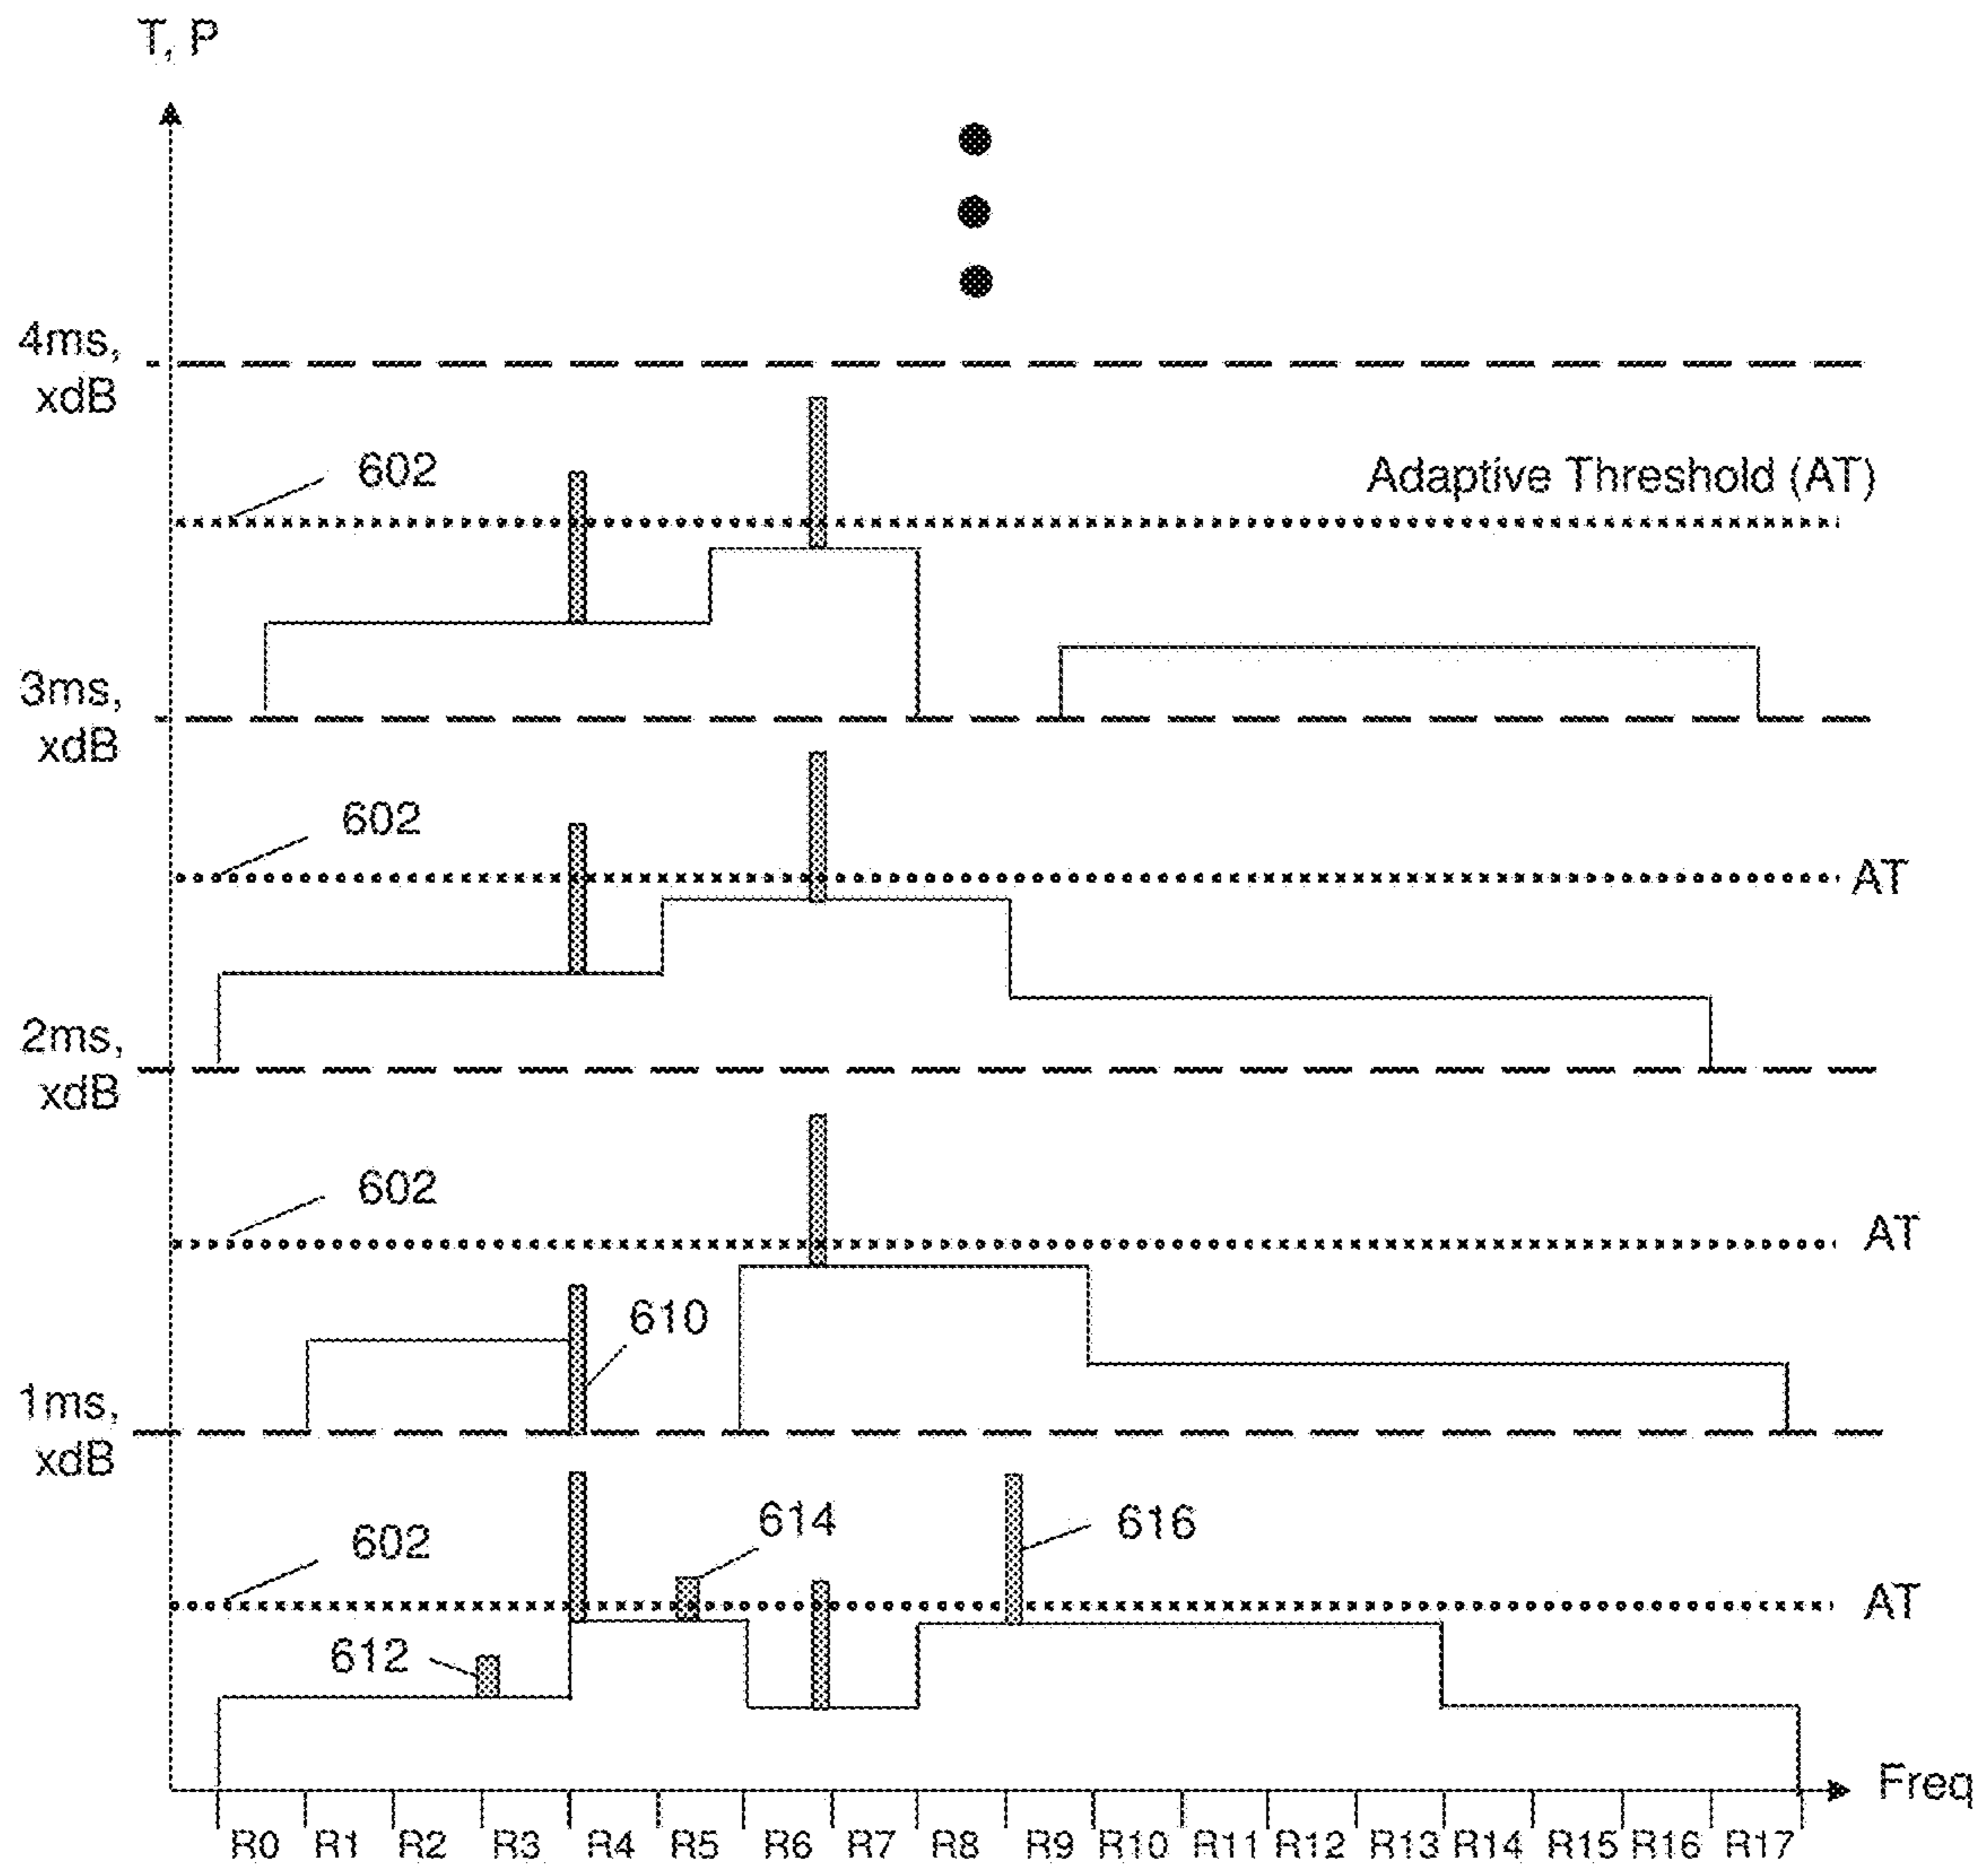 T, P
4ms,
xdB
602
Adaptive Threshold (AT)
3ms,
xdB
602
AT
2ms,
xdB
602
AT
610
1ms,
xdB
614
616
602
AT
612
Freq
R0 R1 R2 R3 R4 R5 R6 R7 R8 R9 R10 R11 R12 R13 R14 R15 R16 R17